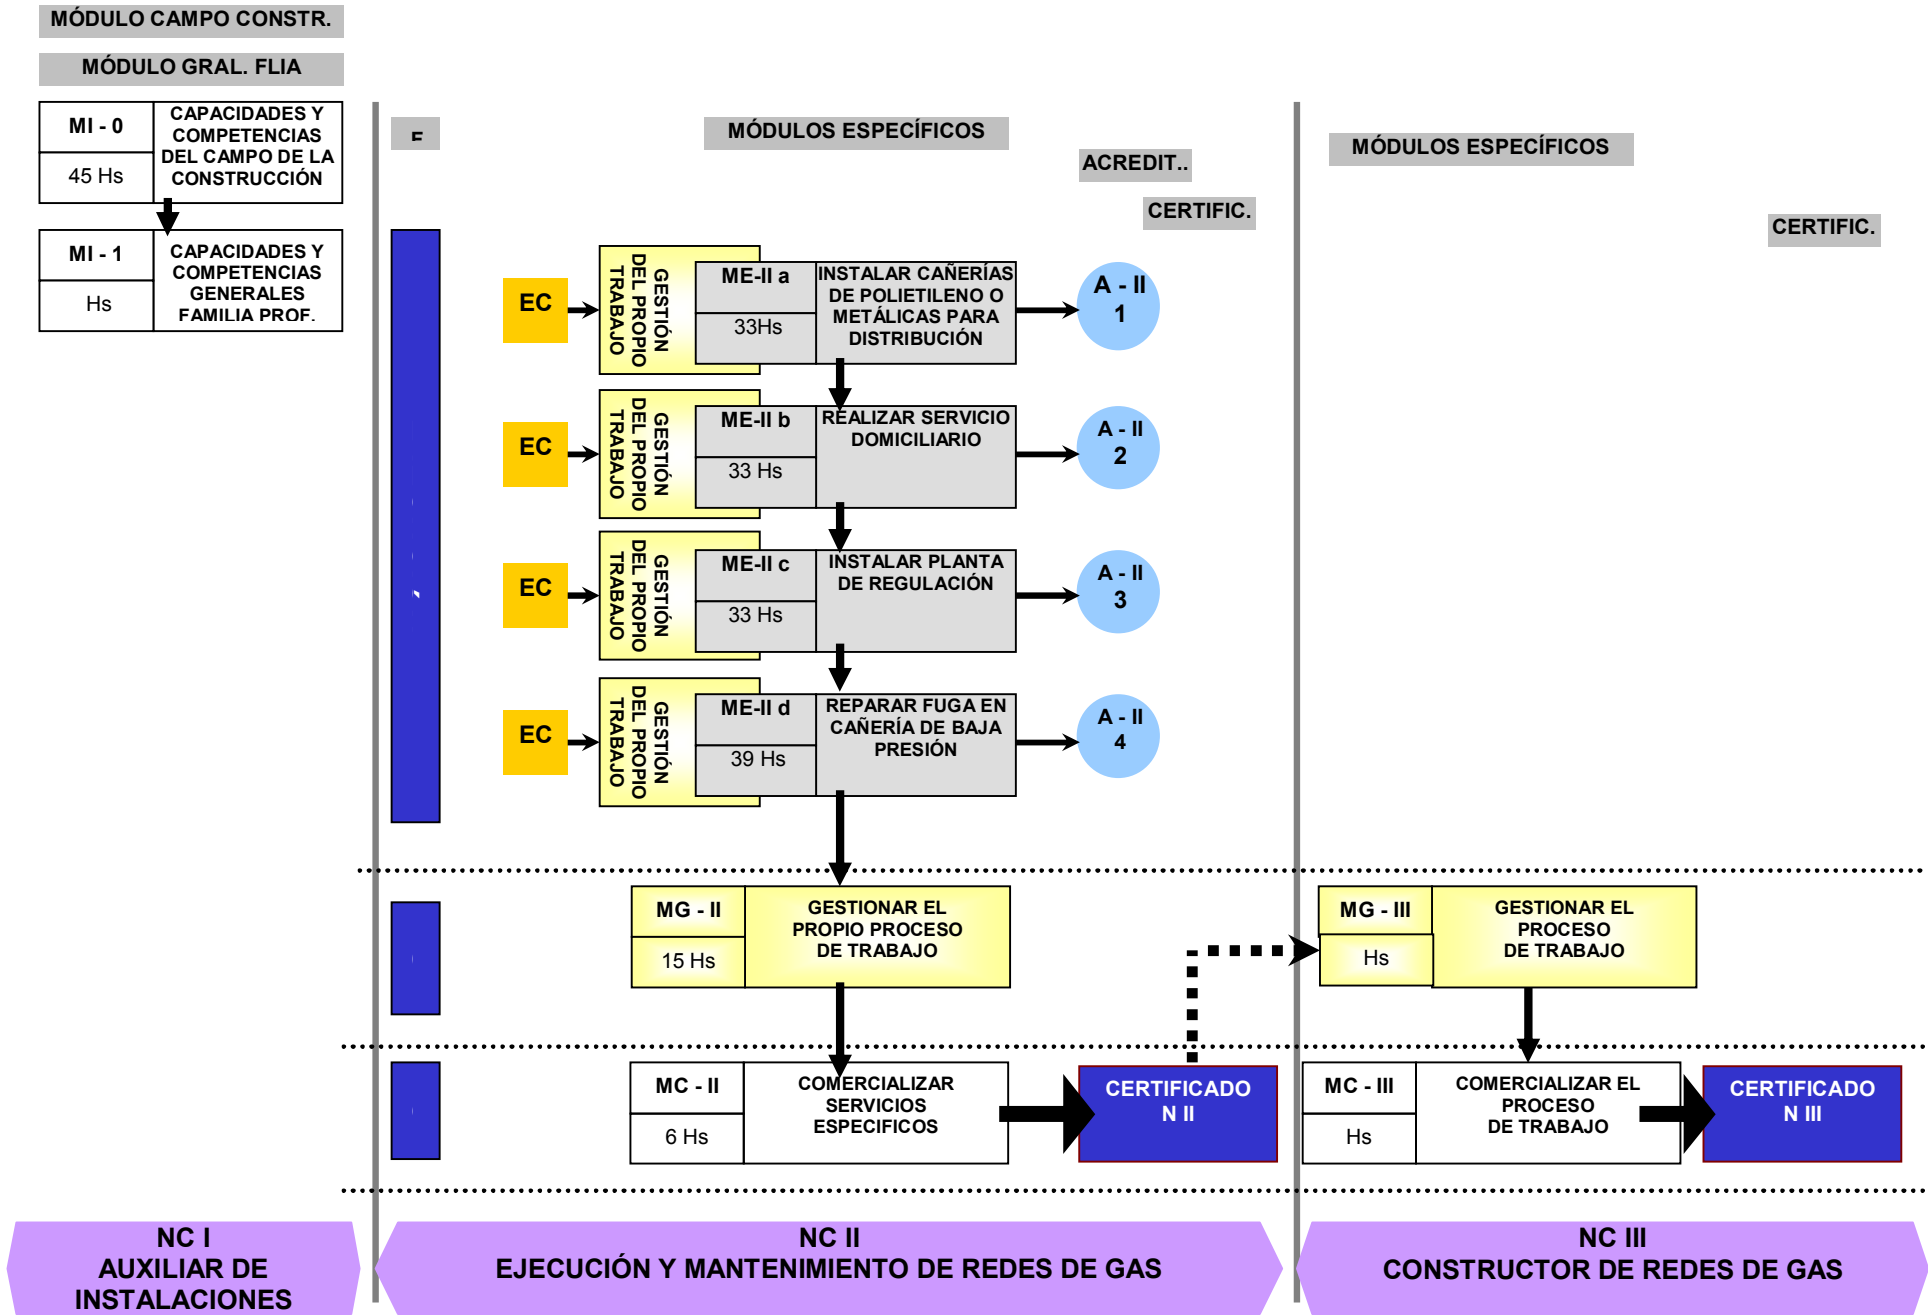 MÓDULO CAMPO CONSTR.
MÓDULO GRAL. FLIA
MI - 0
45 Hs
CAPACIDADES Y
COMPETENCIAS
DEL CAMPO DE LA
CONSTRUCCIÓN
MI - 1
Hs
CAPACIDADES Y
COMPETENCIAS
GENERALES
FAMILIA PROF.
MÓDULOS ESPECÍFICOS
ACREDIT..
CERTIFIC.
EC
GESTIÓN
DEL PROPIO
TRABAJO
ME-II a
33Hs
INSTALAR CAÑERÍAS
DE POLIETILENO O
METÁLICAS PARA
DISTRIBUCIÓN
A - II
1
EC
GESTIÓN
DEL PROPIO
TRABAJO
ME-II b
33 Hs
REALIZAR SERVICIO
DOMICILIARIO
A - II
2
EC
GESTIÓN
DEL PROPIO
TRABAJO
ME-II c
33 Hs
INSTALAR PLANTA
DE REGULACIÓN
A - II
3
EC
GESTIÓN
DEL PROPIO
TRABAJO
ME-II d
39 Hs
REPARAR FUGA EN
CAÑERÍA DE BAJA
PRESIÓN
A - II
4
MG - II
15 Hs
GESTIONAR EL
PROPIO PROCESO
DE TRABAJO
MC - II
6 Hs
COMERCIALIZAR
SERVICIOS
ESPECIFICOS
CERTIFICADO
N II
MÓDULOS ESPECÍFICOS
CERTIFIC.
MG - III
Hs
GESTIONAR EL
PROCESO
DE TRABAJO
MC - III
Hs
COMERCIALIZAR EL
PROCESO
DE TRABAJO
CERTIFICADO
N III
NC I
AUXILIAR DE
INSTALACIONES
NC II
EJECUCIÓN Y MANTENIMIENTO DE REDES DE GAS
NC III
CONSTRUCTOR DE REDES DE GAS